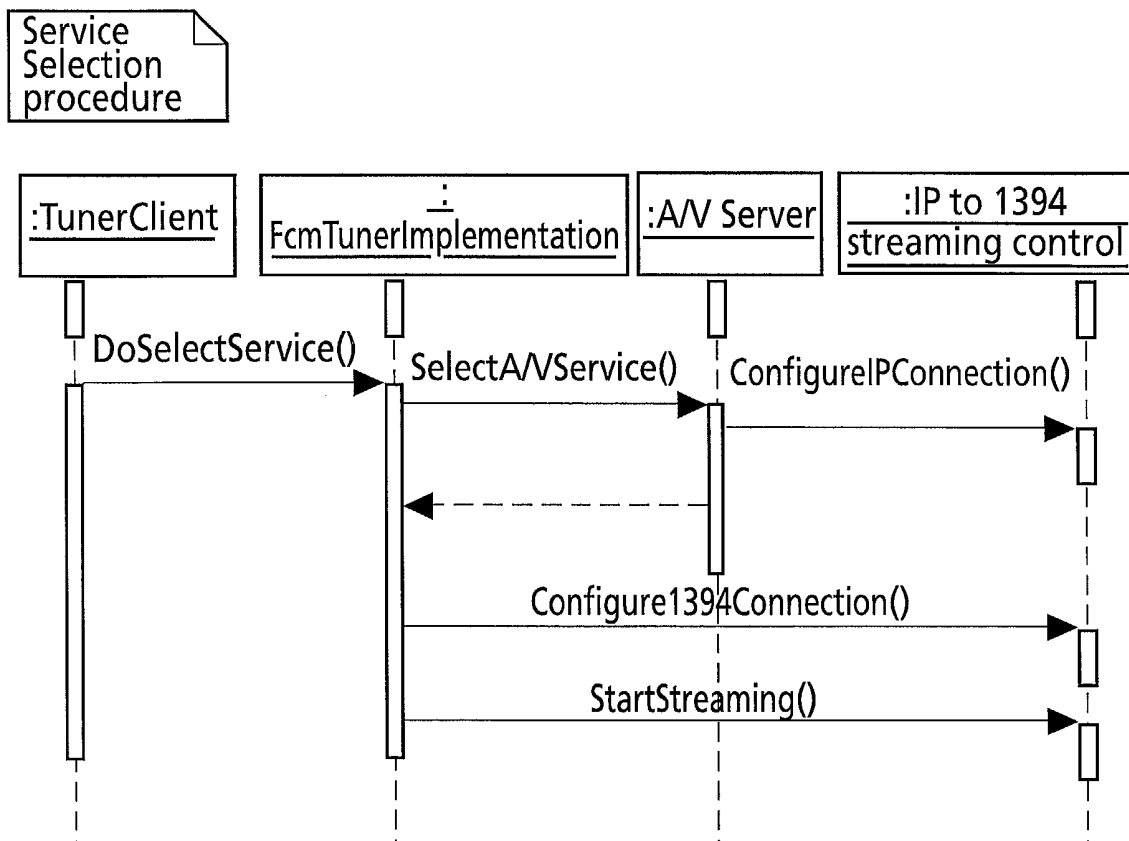 Service
Selection
procedure
:TunerClient
:
FcmTunerImplementation
:A/V Server
:IP to 1394
streaming control
DoSelectService()
SelectA/VService()
ConfigureIPConnection()
Configure1394Connection()
StartStreaming()